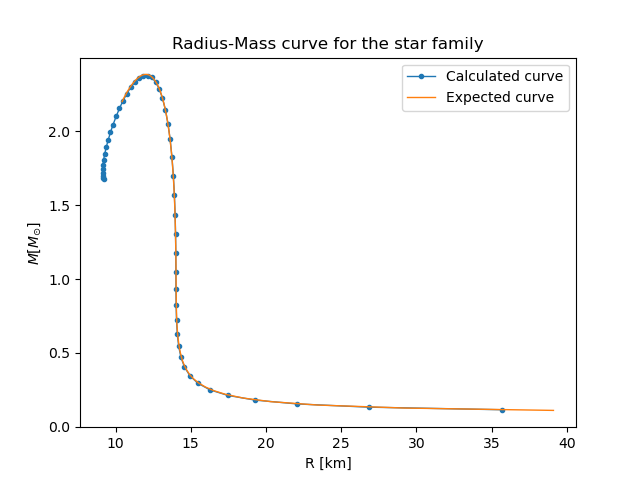 Radius-Mass curve for the star family
Calculated curve
Expected curve
M[M☉]
2.0
1.5
1.0
0.5
0.0
10
15
20
25
30
35
40
R [km]